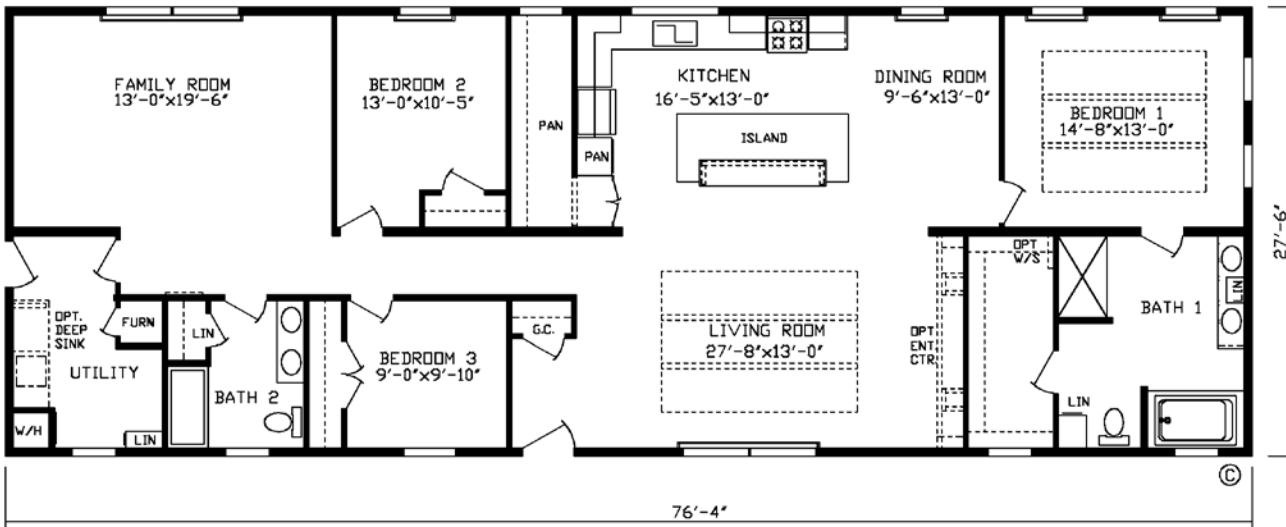 FAMILY ROOM
13'-0"x19'-6"
BEDROOM 2
13'-0"x10'-5"
PAN
PAN
KITCHEN
16'-5"x13'-0"
ISLAND
DINING ROOM
9'-6"x13'-0"
BEDROOM 1
14'-8"x13'-0"
27'-6"
OPT.
DEEP
SINK
FURN
UTILITY
W/H
LIN
LIN
BATH 2
BEDROOM 3
9'-0"x9'-10"
G.C.
LIVING ROOM
27'-8"x13'-0"
OPT
ENT
CTR
OPT
W/S
LIN
BATH 1
LIN
©
76'-4"